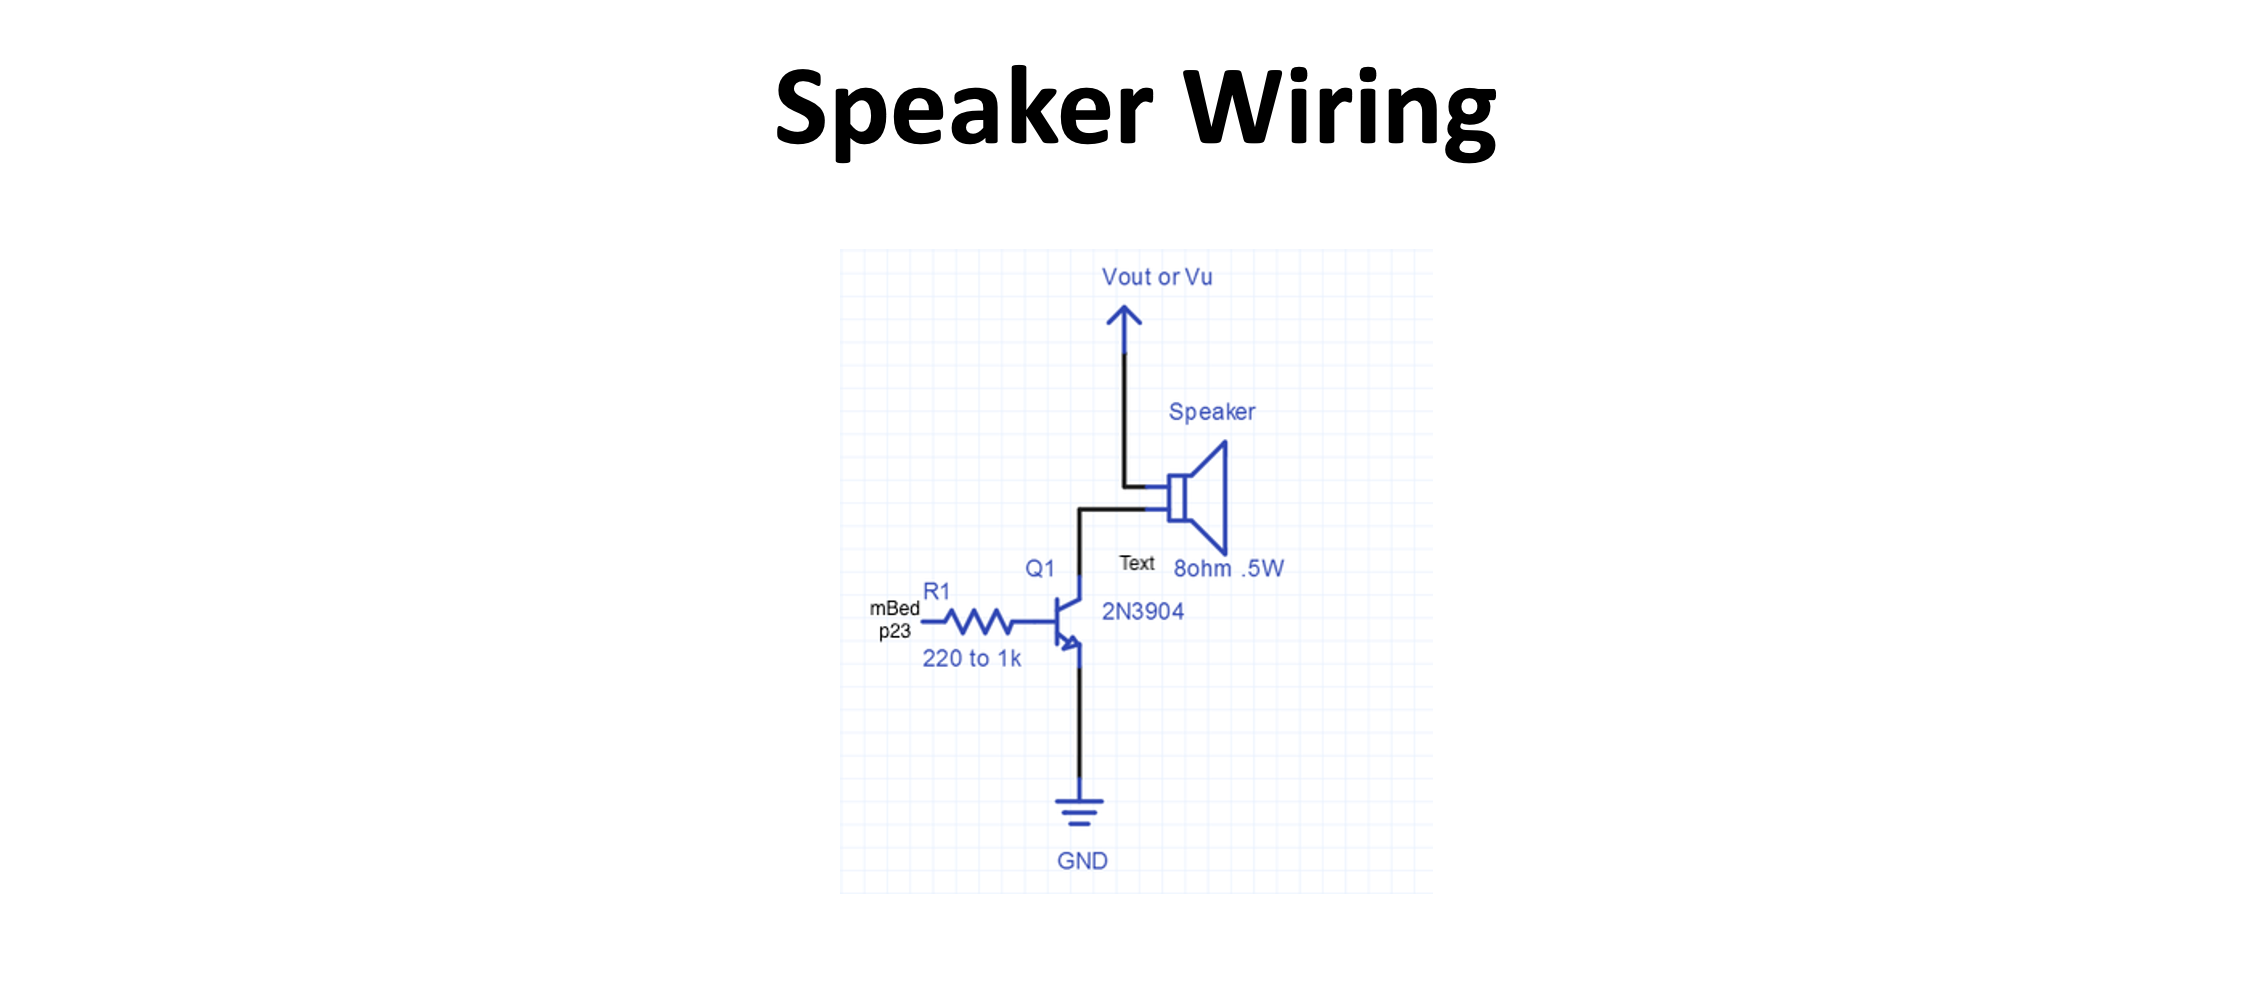 Speaker Wiring
Vout or Vu
Speaker
Q1
Text
8ohm .5W
R1
mBed
p23
2N3904
220 to 1k
GND